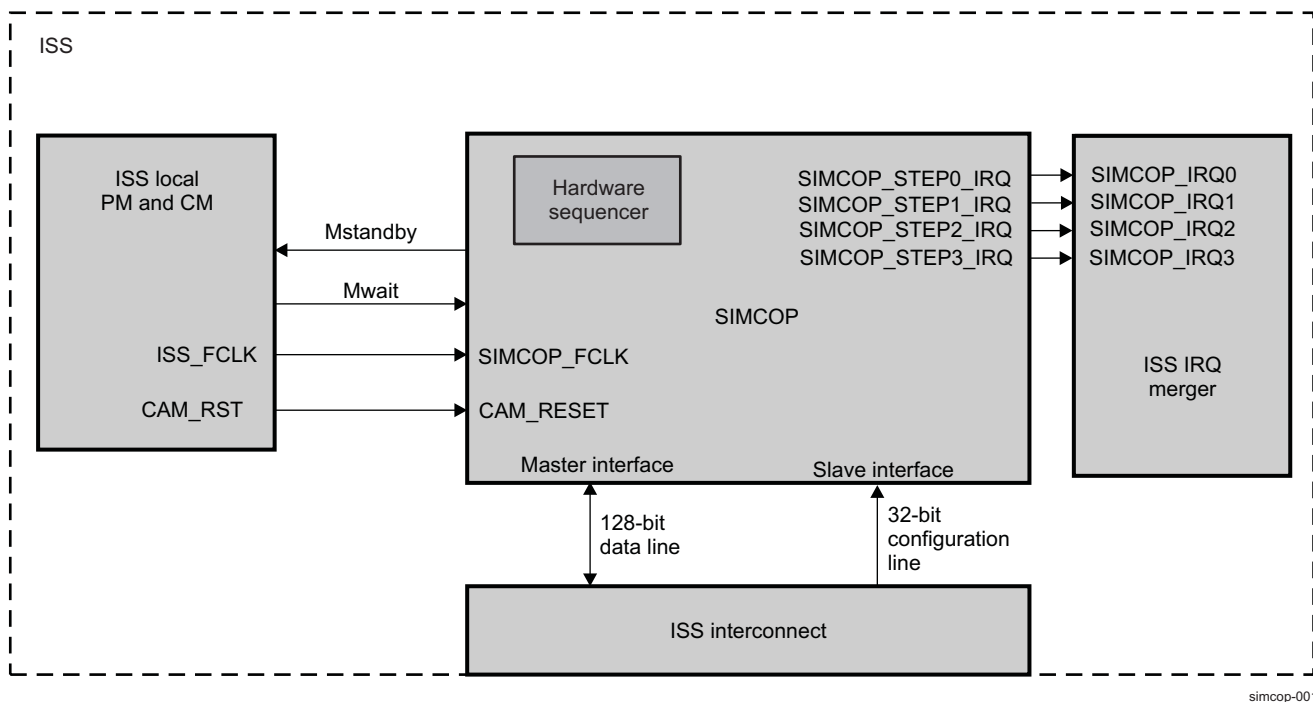 ISS
ISS local
PM and CM
Mstandby
Mwait
ISS_FCLK
CAM_RST
Hardware
sequencer
SIMCOP_STEP0_IRQ
SIMCOP_STEP1_IRQ
SIMCOP_STEP2_IRQ
SIMCOP_STEP3_IRQ
SIMCOP
SIMCOP_FCLK
CAM_RESET
Master interface
Slave interface
SIMCOP_IRQ0
SIMCOP_IRQ1
SIMCOP_IRQ2
SIMCOP_IRQ3
ISS IRQ
merger
128-bit
data line
32-bit
configuration
line
ISS interconnect
simcop-001